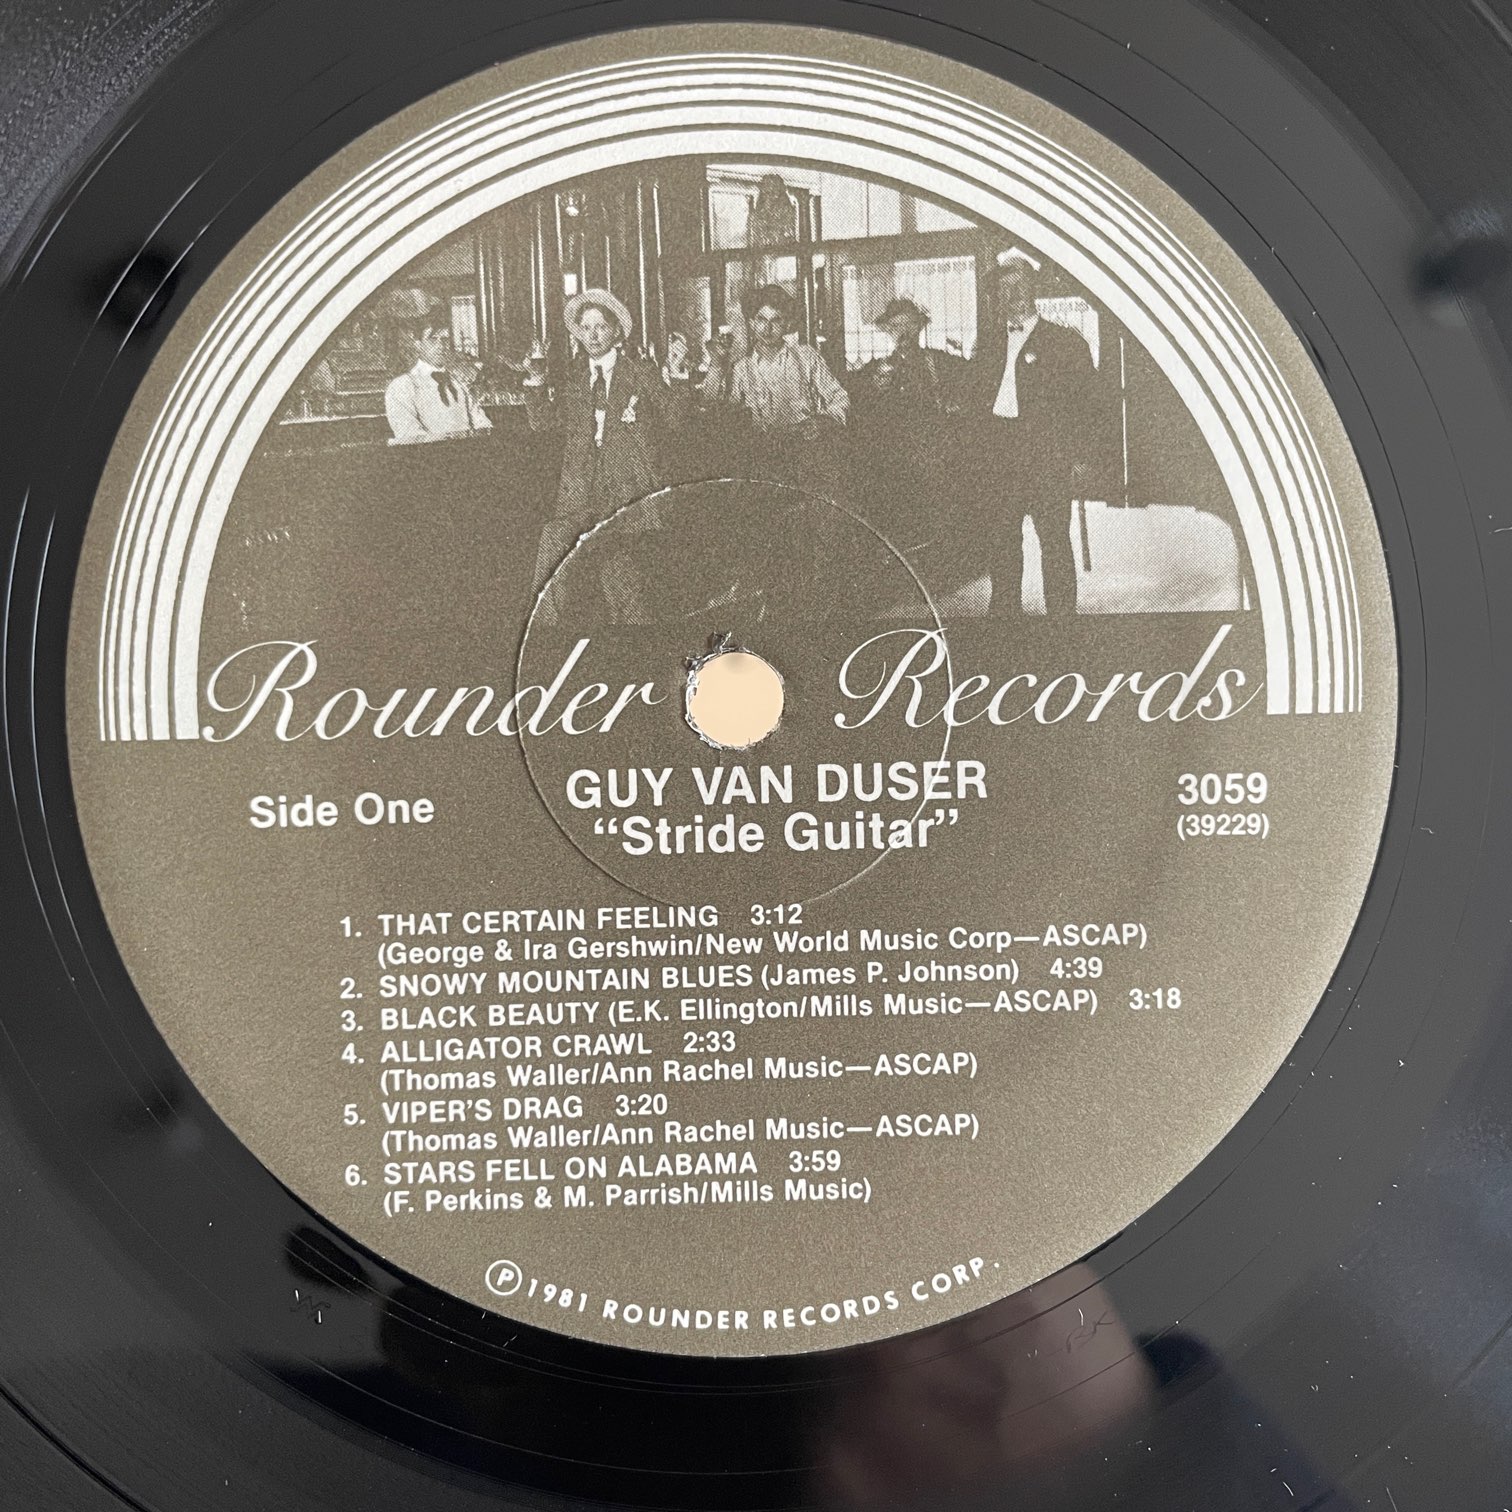 Rounder Records
Side One
GUY VAN DUSER
“Stride Guitar”
3059
(39229)
1. THAT CERTAIN FEELING 3:12
(George & Ira Gershwin/New World Music Corp—ASCAP)
2. SNOWY MOUNTAIN BLUES (James P. Johnson) 4:39
3. BLACK BEAUTY (E.K. Ellington/Mills Music—ASCAP) 3:18
4. ALLIGATOR CRAWL 2:33
(Thomas Waller/Ann Rachel Music—ASCAP)
5. VIPER’S DRAG 3:20
(Thomas Waller/Ann Rachel Music—ASCAP)
6. STARS FELL ON ALABAMA 3:59
(F. Perkins & M. Parrish/Mills Music)
Ⓟ 1981 ROUNDER RECORDS CORP.